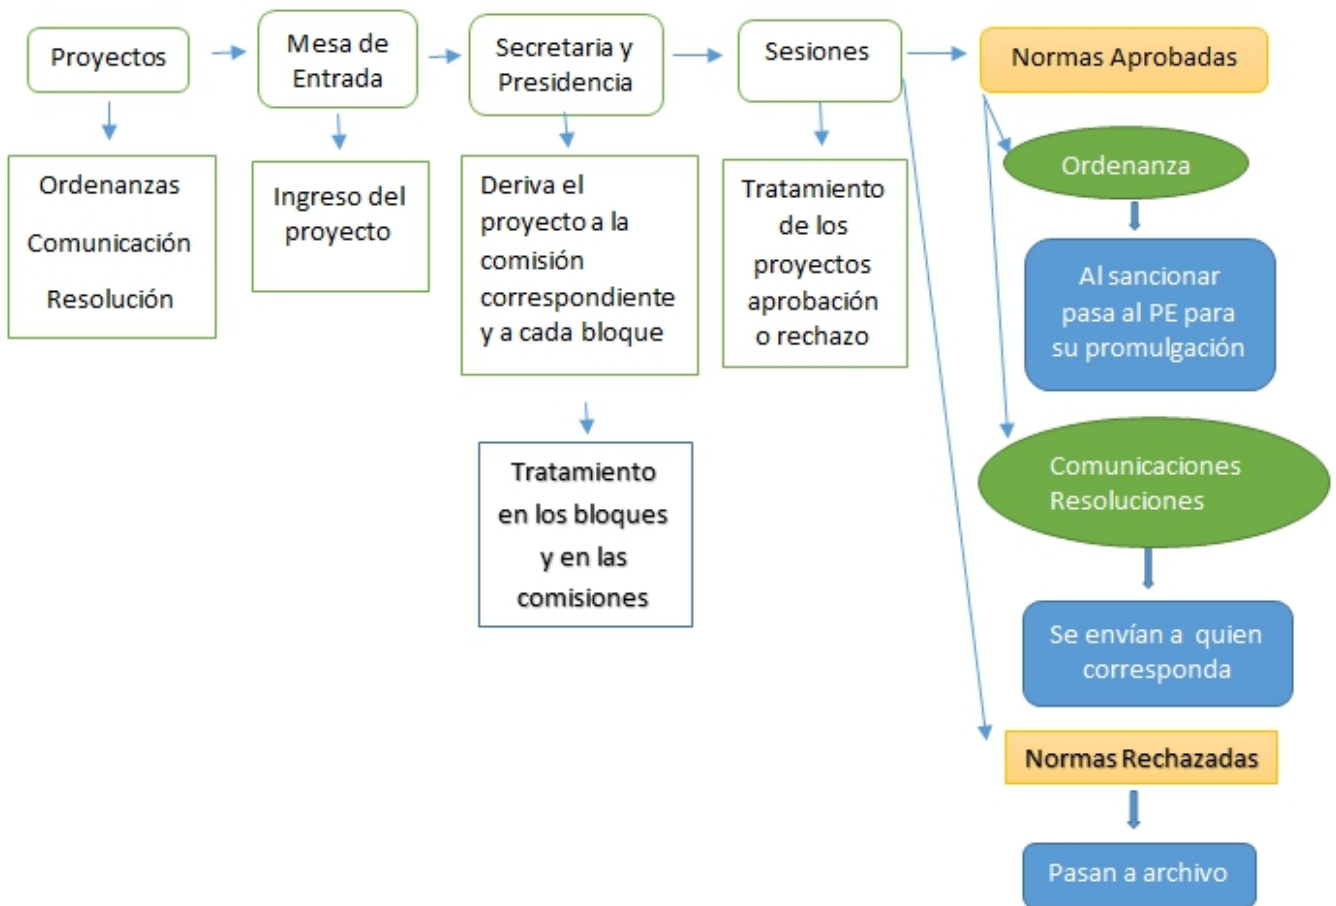 Proyectos
Mesa de
Entrada
Secretaria y
Presidencia
Sesiones
Normas Aprobadas
Ordenanzas
Comunicación
Resolución
Ingreso del
proyecto
Deriva el
proyecto a la
comisión
correspondiente
y a cada bloque
Tratamiento
en los bloques
y en las
comisiones
Tratamiento
de los
proyectos
aprobación
o rechazo
Ordenanza
Al sancionar
pasa al PE para
su promulgación
Comunicaciones
Resoluciones
Se envían a quien
corresponda
Normas Rechazadas
Pasan a archivo